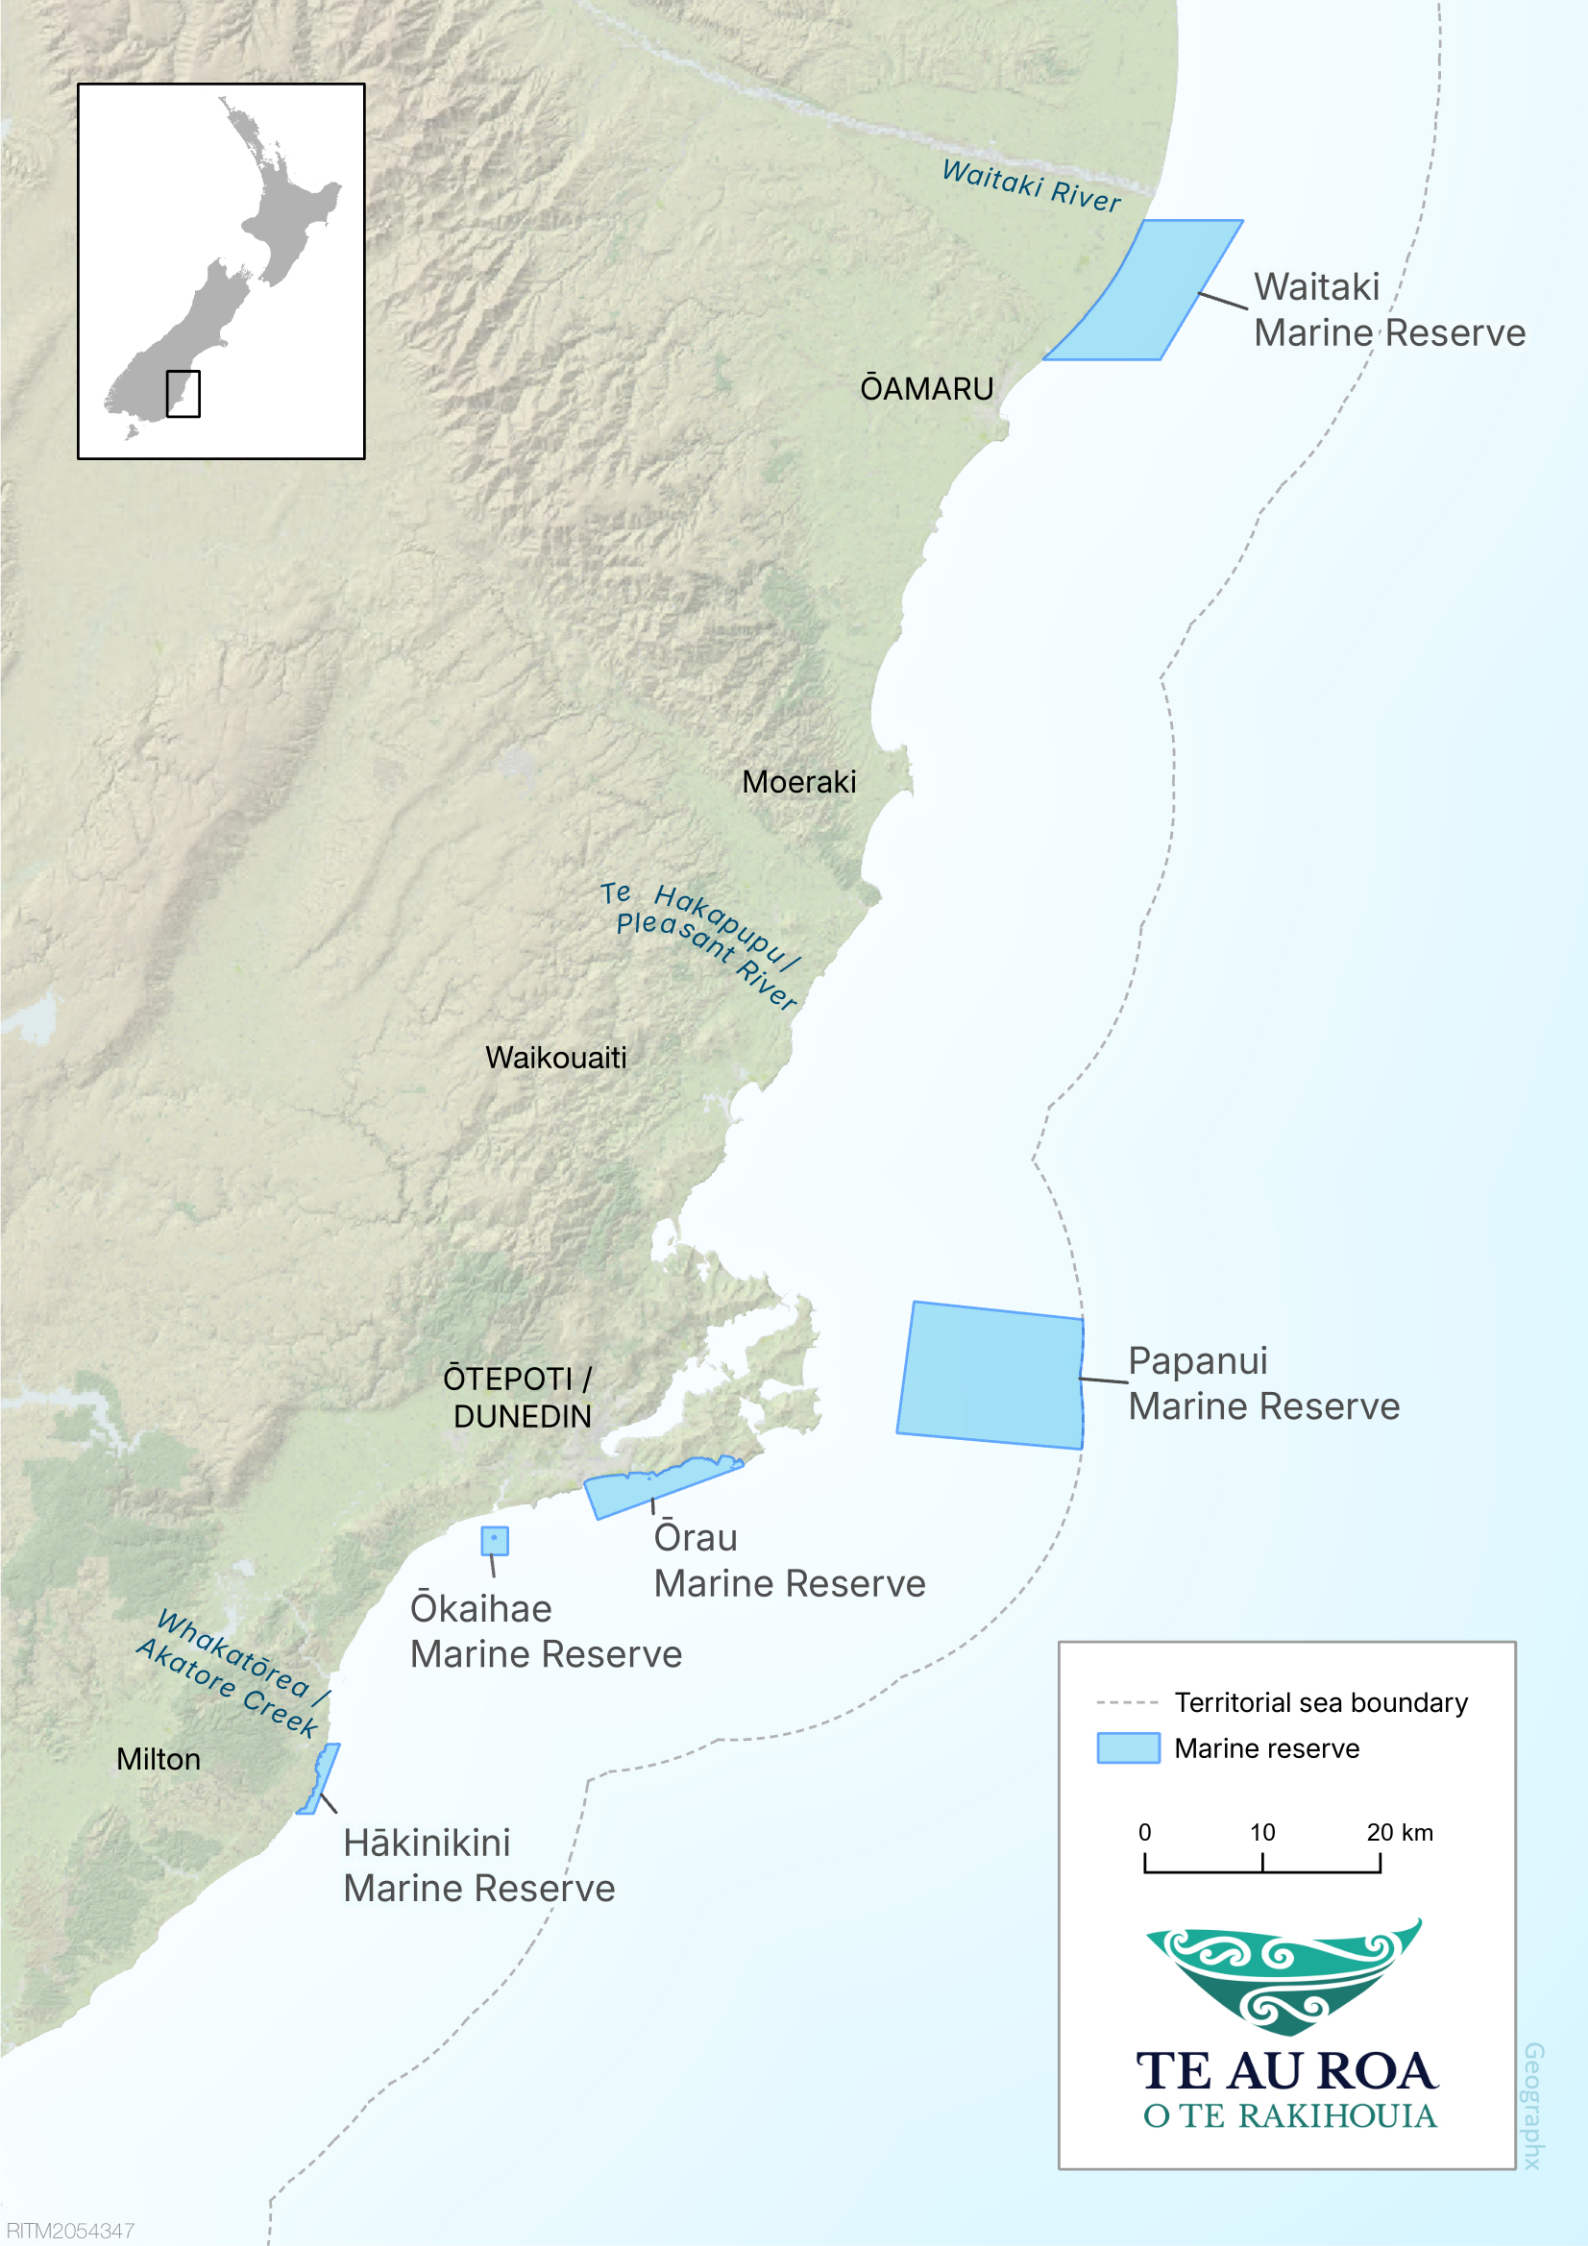 Waitaki River
Waitaki
Marine Reserve
ŌAMARU
Moeraki
Te Hakapupu/
Pleasant River
Waikouaiti
ŌTEPOTI /
DUNEDIN
Papanui
Marine Reserve
Ōrau
Marine Reserve
Ōkaihae
Marine Reserve
Whakatōrea /
Akatore Creek
Milton
Hākinikini
Marine Reserve
Territorial sea boundary
Marine reserve
0 10 20 km
TE AU ROA
O TE RAKIHOUIA
Geographx
RITM2054347